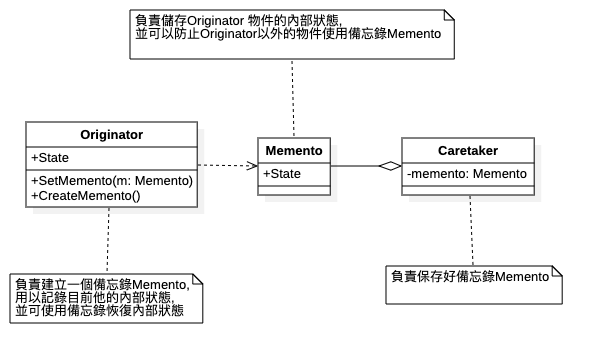 負責儲存Originator 物件的內部狀態,
並可以防止Originator以外的物件使用備忘錄Memento
Originator
+State
+SetMemento(m: Memento)
+CreateMemento()
Memento
+State
Caretaker
-memento: Memento
負責建立一個備忘錄Memento,
用以記錄目前他的內部狀態,
並可使用備忘錄恢復內部狀態
負責保存好備忘錄Memento